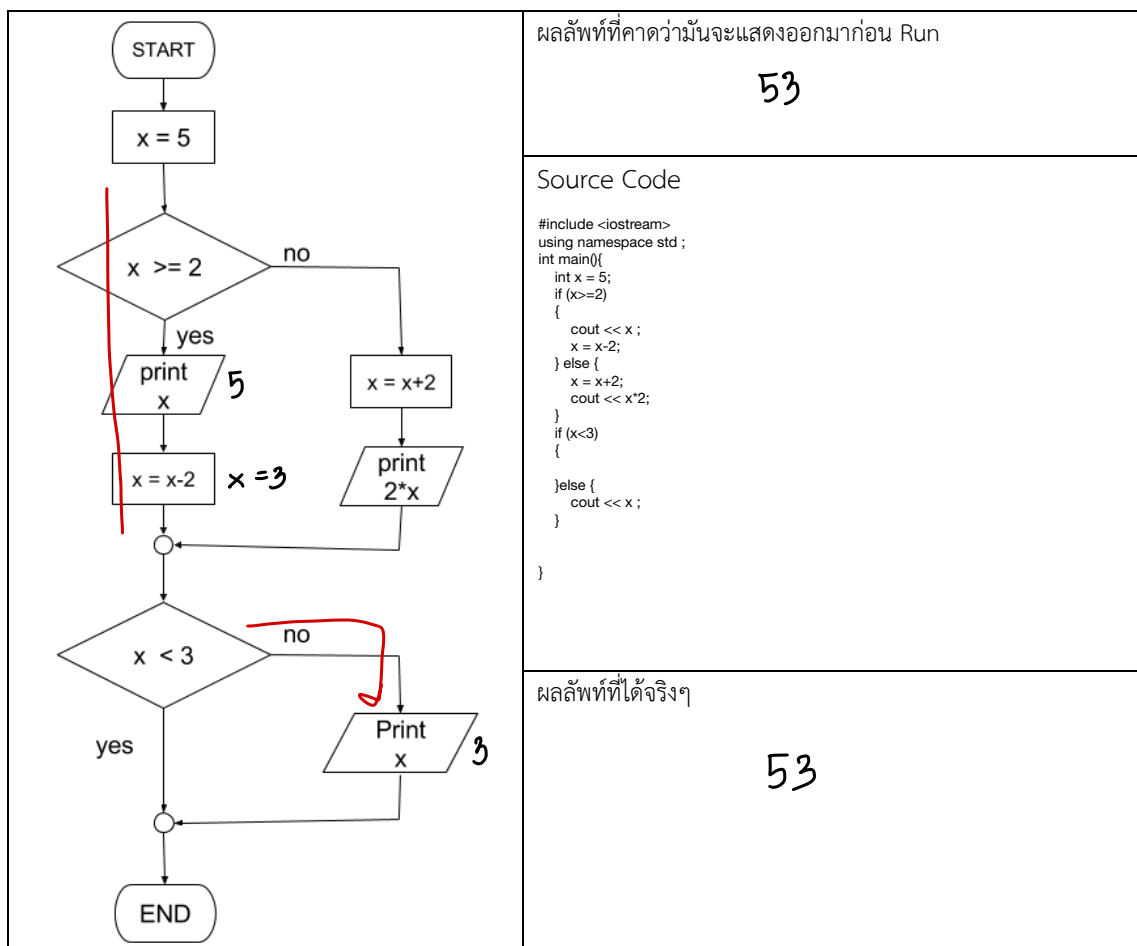 START
x = 5
x >= 2
no
yes
print
x
5
x = x+2
x = x-2
x = 3
print
2*x
x < 3
no
yes
Print
x
3
END
ผลลัพท์ที่คาดว่ามันจะแสดงออกมาก่อน Run
53
Source Code
#include <iostream>
using namespace std ;
int main(){
int x = 5;
if (x>=2)
{
cout << x ;
x = x-2;
} else {
x = x+2;
cout << x*2;
}
if (x<3)
{
}else {
cout << x ;
}
}
ผลลัพท์ที่ได้จริงๆ
53